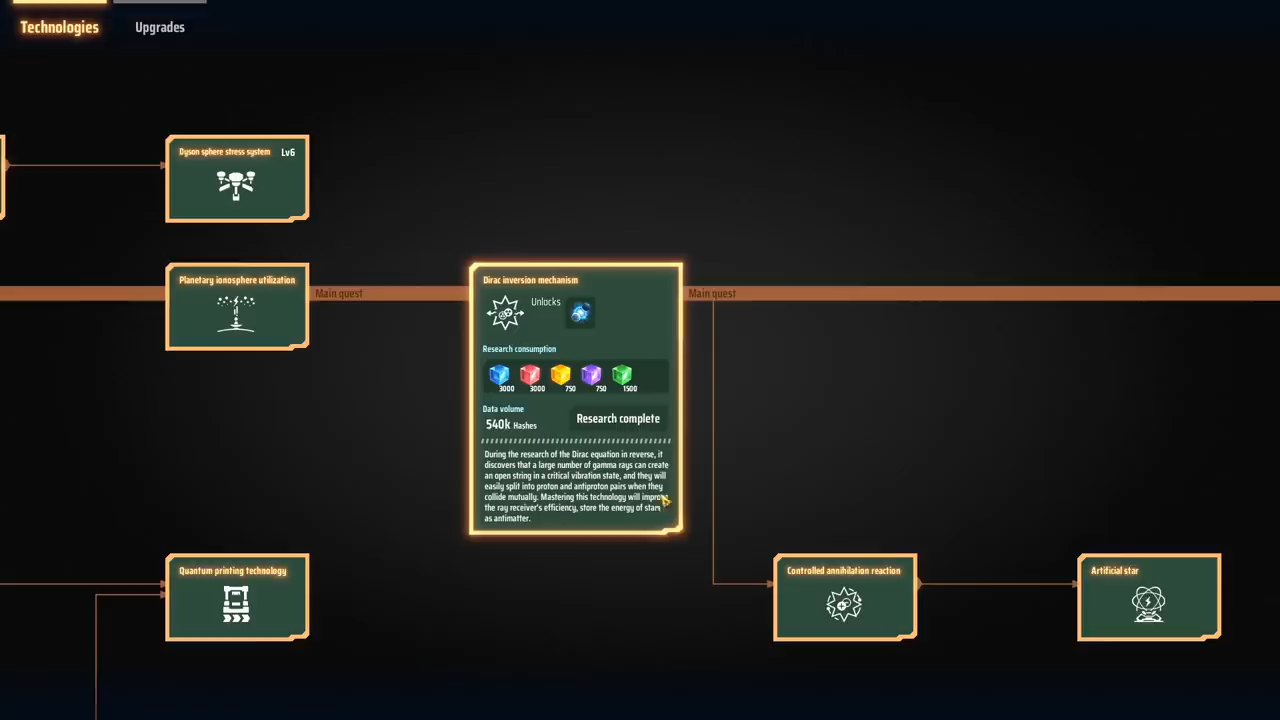 Technologies
Upgrades
Dyson sphere stress system
Lv6
Planetary ionosphere utilization
Main quest
Dirac inversion mechanism
Main quest
Unlocks
Research consumption
3000
3000
750
750
1500
Data volume
540k Hashes
Research complete
During the research of the Dirac equation in reverse, it
discovers that a large number of gamma rays can create
an open string in a critical vibration state, and they will
easily split into proton and antiproton pairs when they
collide mutually. Mastering this technology will improve
the ray receiver's efficiency, store the energy of stars
as antimatter.
Quantum printing technology
Controlled annihilation reaction
Artificial star